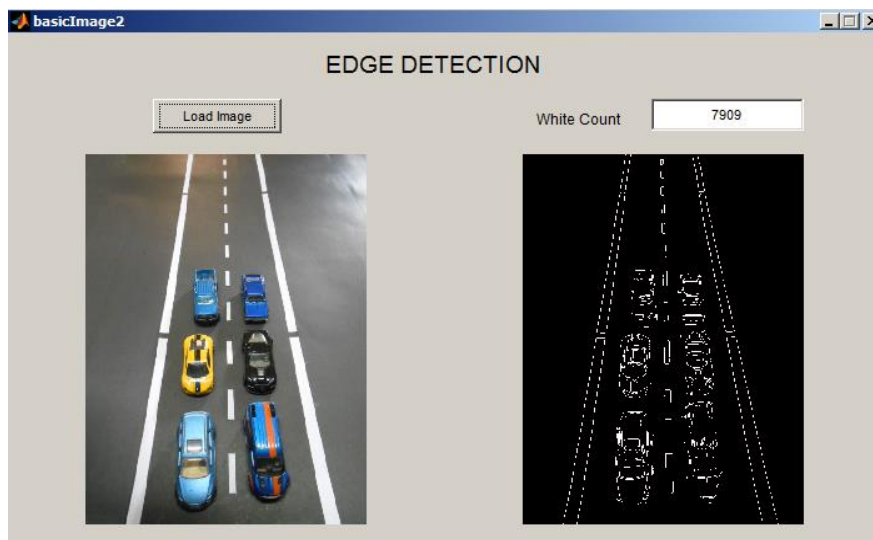 basicImage2
EDGE DETECTION
Load Image
White Count
7909